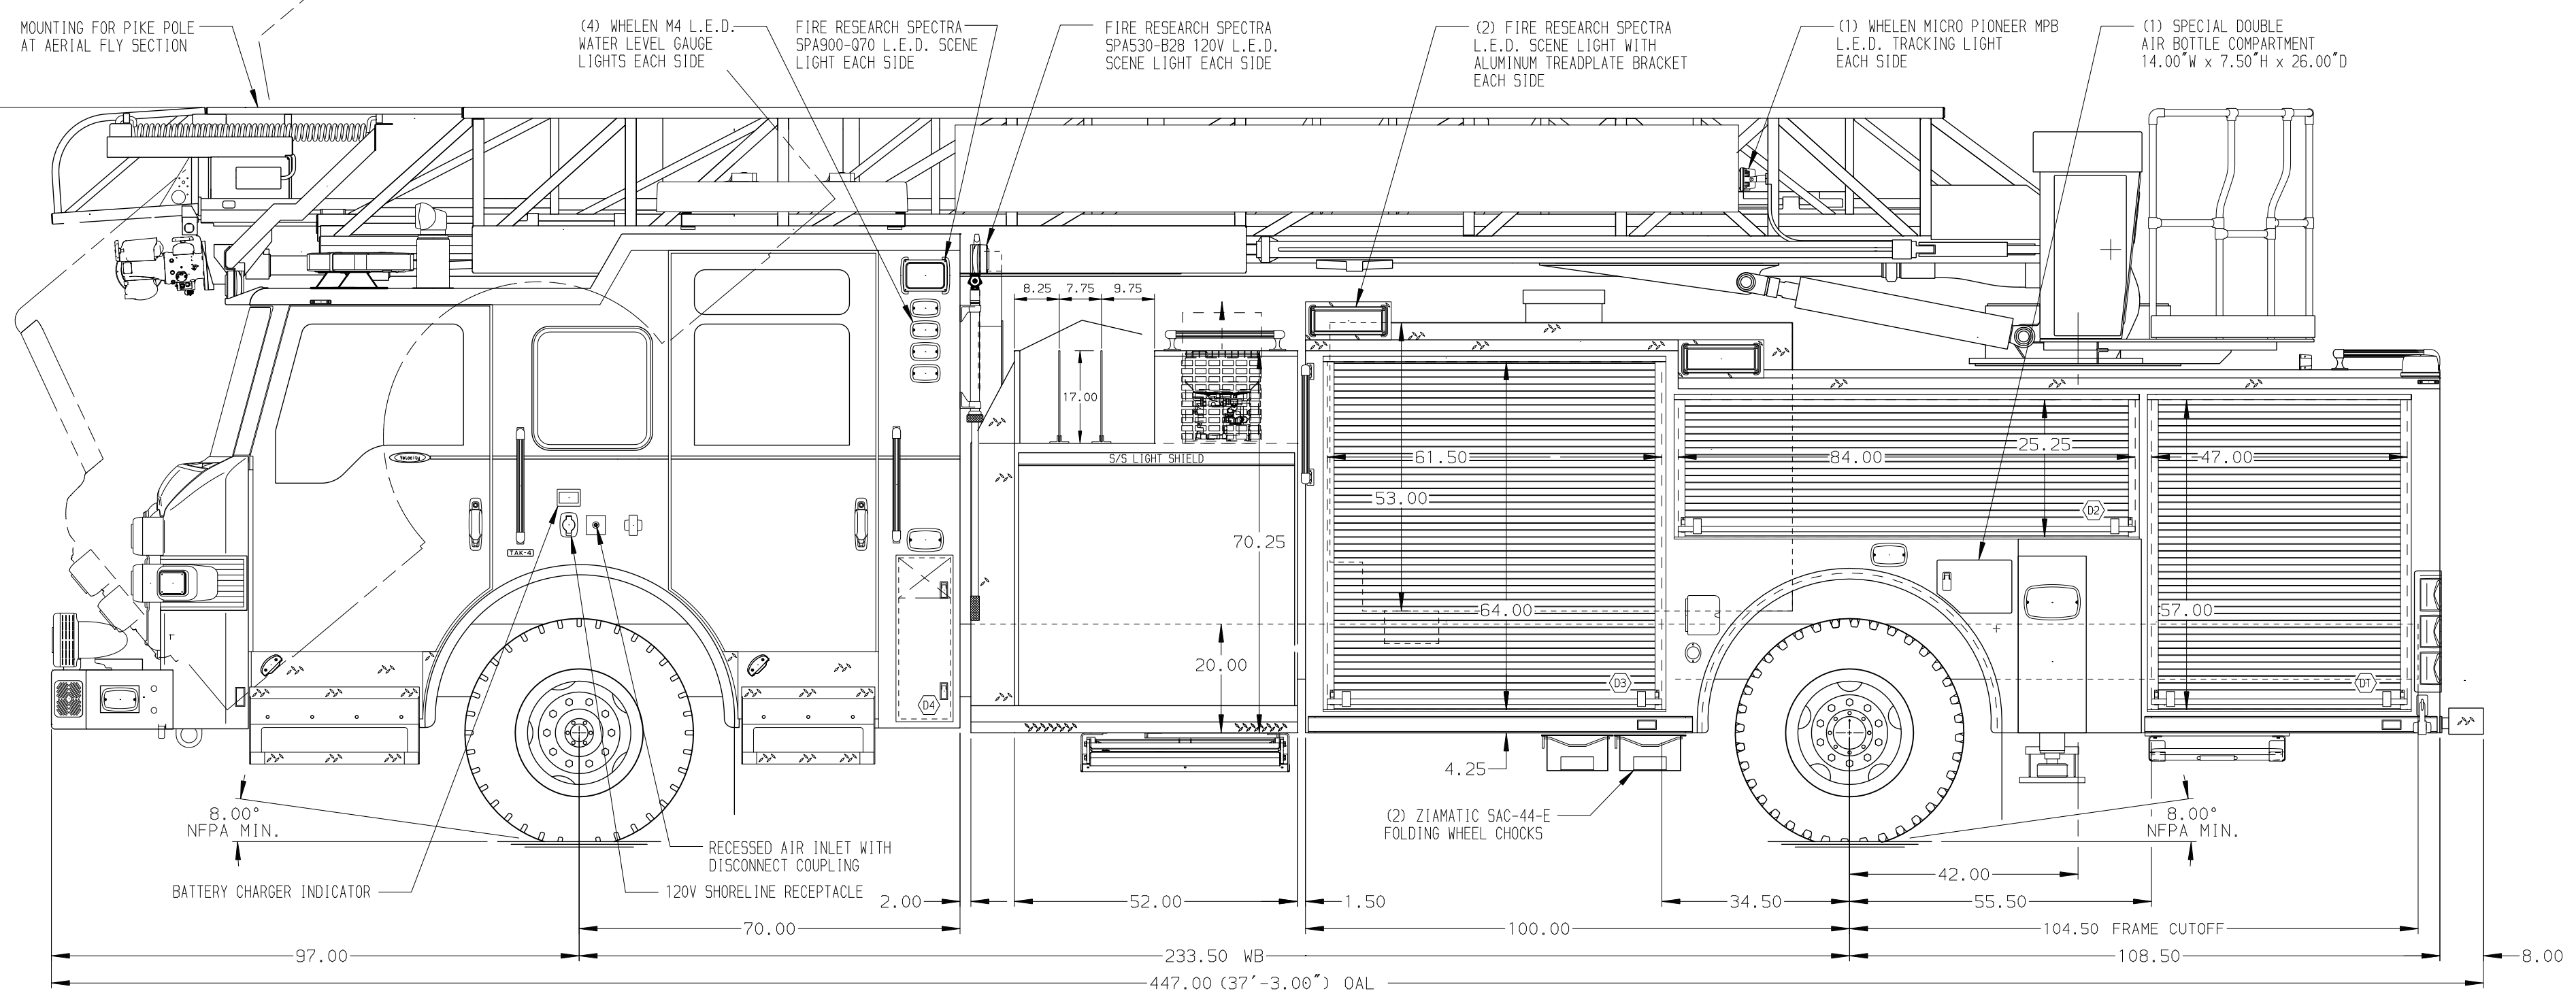 MOUNTING FOR PIKE POLE
AT AERIAL FLY SECTION
(4) WHELEN M4 L.E.D.
WATER LEVEL GAUGE
LIGHTS EACH SIDE
FIRE RESEARCH SPECTRA
SPA900-Q70 L.E.D. SCENE
LIGHT EACH SIDE
FIRE RESEARCH SPECTRA
SPA530-B28 120V L.E.D.
SCENE LIGHT EACH SIDE
(2) FIRE RESEARCH SPECTRA
L.E.D. SCENE LIGHT WITH
ALUMINUM TREADPLATE BRACKET
EACH SIDE
(1) WHELEN MICRO PIONEER MPB
L.E.D. TRACKING LIGHT
EACH SIDE
(1) SPECIAL DOUBLE
AIR BOTTLE COMPARTMENT
14.00"W x 7.50"H x 26.00"D
8.25
7.75
9.75
17.00
S/S LIGHT SHIELD
Velocity
TAK-4
61.50
53.00
70.25
64.00
84.00
25.25
47.00
57.00
20.00
D2
D3
D1
D4
4.25
8.00°
NFPA MIN.
8.00°
NFPA MIN.
(2) ZIAMATIC SAC-44-E
FOLDING WHEEL CHOCKS
RECESSED AIR INLET WITH
DISCONNECT COUPLING
BATTERY CHARGER INDICATOR
120V SHORELINE RECEPTACLE
42.00
2.00
52.00
1.50
34.50
55.50
70.00
100.00
104.50 FRAME CUTOFF
97.00
233.50 WB
108.50
8.00
447.00 (37'-3.00") OAL